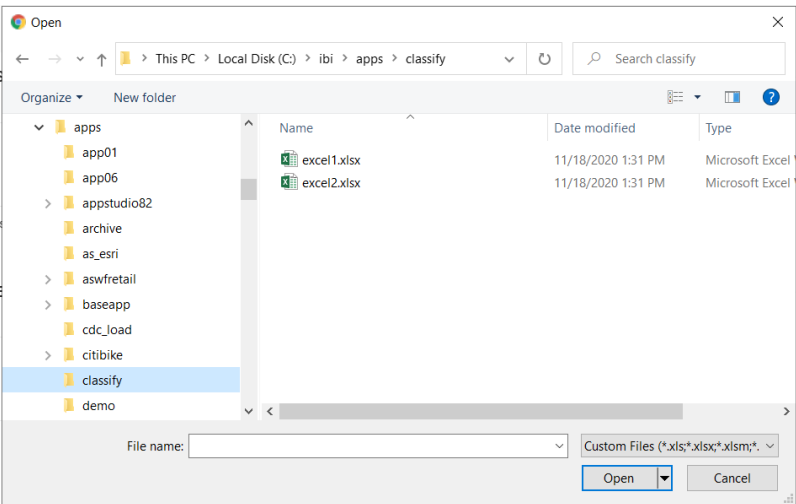 Open
This PC > Local Disk (C:) > ibi > apps > classify
Search classify
Organize
New folder
?
apps
app01
app06
appstudio82
archive
as_esri
aswfretail
baseapp
cdc_load
citibike
classify
demo
Name Date modified Type
excel1.xlsx 11/18/2020 1:31 PM Microsoft Excel
excel2.xlsx 11/18/2020 1:31 PM Microsoft Excel
File name:
Custom Files (*.xls;*.xlsx;*.xlsm;*.
Open Cancel